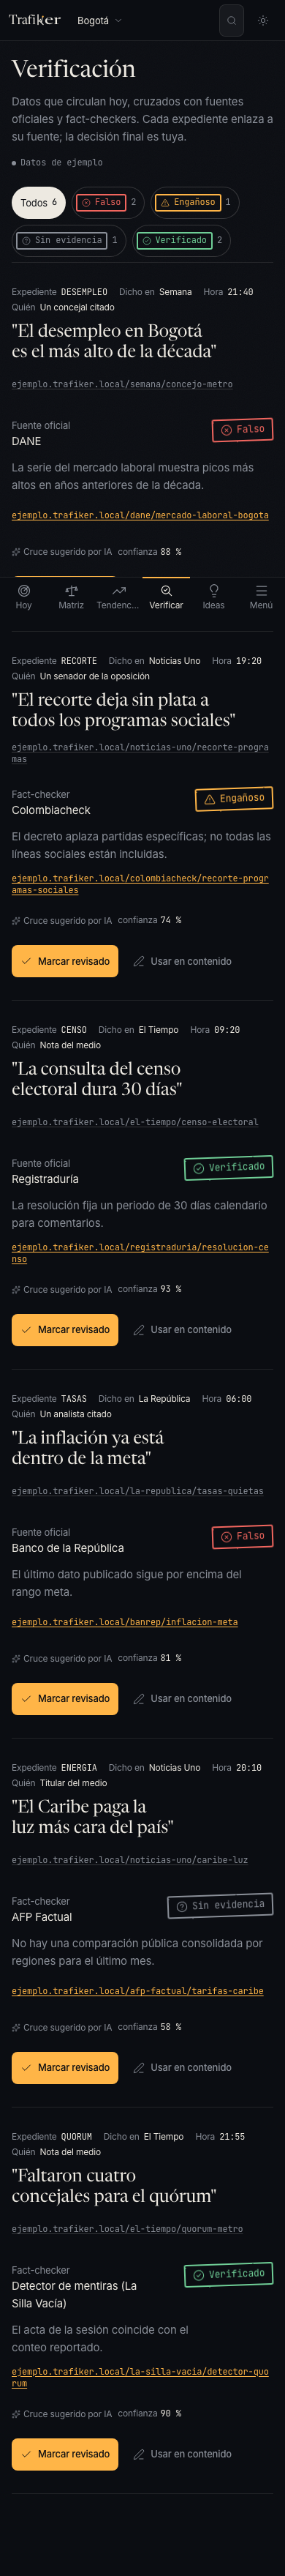 Trafiker Bogotá
Verificación
Datos que circulan hoy, cruzados con fuentes
oficiales y fact-checkers. Cada expediente enlaza a
su fuente; la decisión final es tuya.
Datos de ejemplo
Todos 6 Falso 2 Engañoso 1
Sin evidencia 1 Verificado 2
Expediente DESEMPLEO Dicho en Semana Hora 21:40
Quién Un concejal citado
"El desempleo en Bogotá
es el más alto de la década"
ejemplo.trafiker.local/semana/concejo-metro
Fuente oficial
DANE
Falso
La serie del mercado laboral muestra picos más
altos en años anteriores de la década.
ejemplo.trafiker.local/dane/mercado-laboral-bogota
Cruce sugerido por IA confianza 88 %
Hoy Matriz Tendenc... Verificar Ideas Menú
Expediente RECORTE Dicho en Noticias Uno Hora 19:20
Quién Un senador de la oposición
"El recorte deja sin plata a
todos los programas sociales"
ejemplo.trafiker.local/noticias-uno/recorte-progra
mas
Fact-checker
Colombiacheck
Engañoso
El decreto aplaza partidas específicas; no todas las
líneas sociales están incluidas.
ejemplo.trafiker.local/colombiacheck/recorte-progr
amas-sociales
Cruce sugerido por IA confianza 74 %
Marcar revisado Usar en contenido
Expediente CENSO Dicho en El Tiempo Hora 09:20
Quién Nota del medio
"La consulta del censo
electoral dura 30 días"
ejemplo.trafiker.local/el-tiempo/censo-electoral
Fuente oficial
Registraduría
Verificado
La resolución fija un periodo de 30 días calendario
para comentarios.
ejemplo.trafiker.local/registraduria/resolucion-ce
nso
Cruce sugerido por IA confianza 93 %
Marcar revisado Usar en contenido
Expediente TASAS Dicho en La República Hora 06:00
Quién Un analista citado
"La inflación ya está
dentro de la meta"
ejemplo.trafiker.local/la-republica/tasas-quietas
Fuente oficial
Banco de la República
Falso
El último dato publicado sigue por encima del
rango meta.
ejemplo.trafiker.local/banrep/inflacion-meta
Cruce sugerido por IA confianza 81 %
Marcar revisado Usar en contenido
Expediente ENERGIA Dicho en Noticias Uno Hora 20:10
Quién Titular del medio
"El Caribe paga la
luz más cara del país"
ejemplo.trafiker.local/noticias-uno/caribe-luz
Fact-checker
AFP Factual
Sin evidencia
No hay una comparación pública consolidada por
regiones para el último mes.
ejemplo.trafiker.local/afp-factual/tarifas-caribe
Cruce sugerido por IA confianza 58 %
Marcar revisado Usar en contenido
Expediente QUORUM Dicho en El Tiempo Hora 21:55
Quién Nota del medio
"Faltaron cuatro
concejales para el quórum"
ejemplo.trafiker.local/el-tiempo/quorum-metro
Fact-checker
Detector de mentiras (La
Silla Vacía)
Verificado
El acta de la sesión coincide con el
conteo reportado.
ejemplo.trafiker.local/la-silla-vacia/detector-quo
rum
Cruce sugerido por IA confianza 90 %
Marcar revisado Usar en contenido